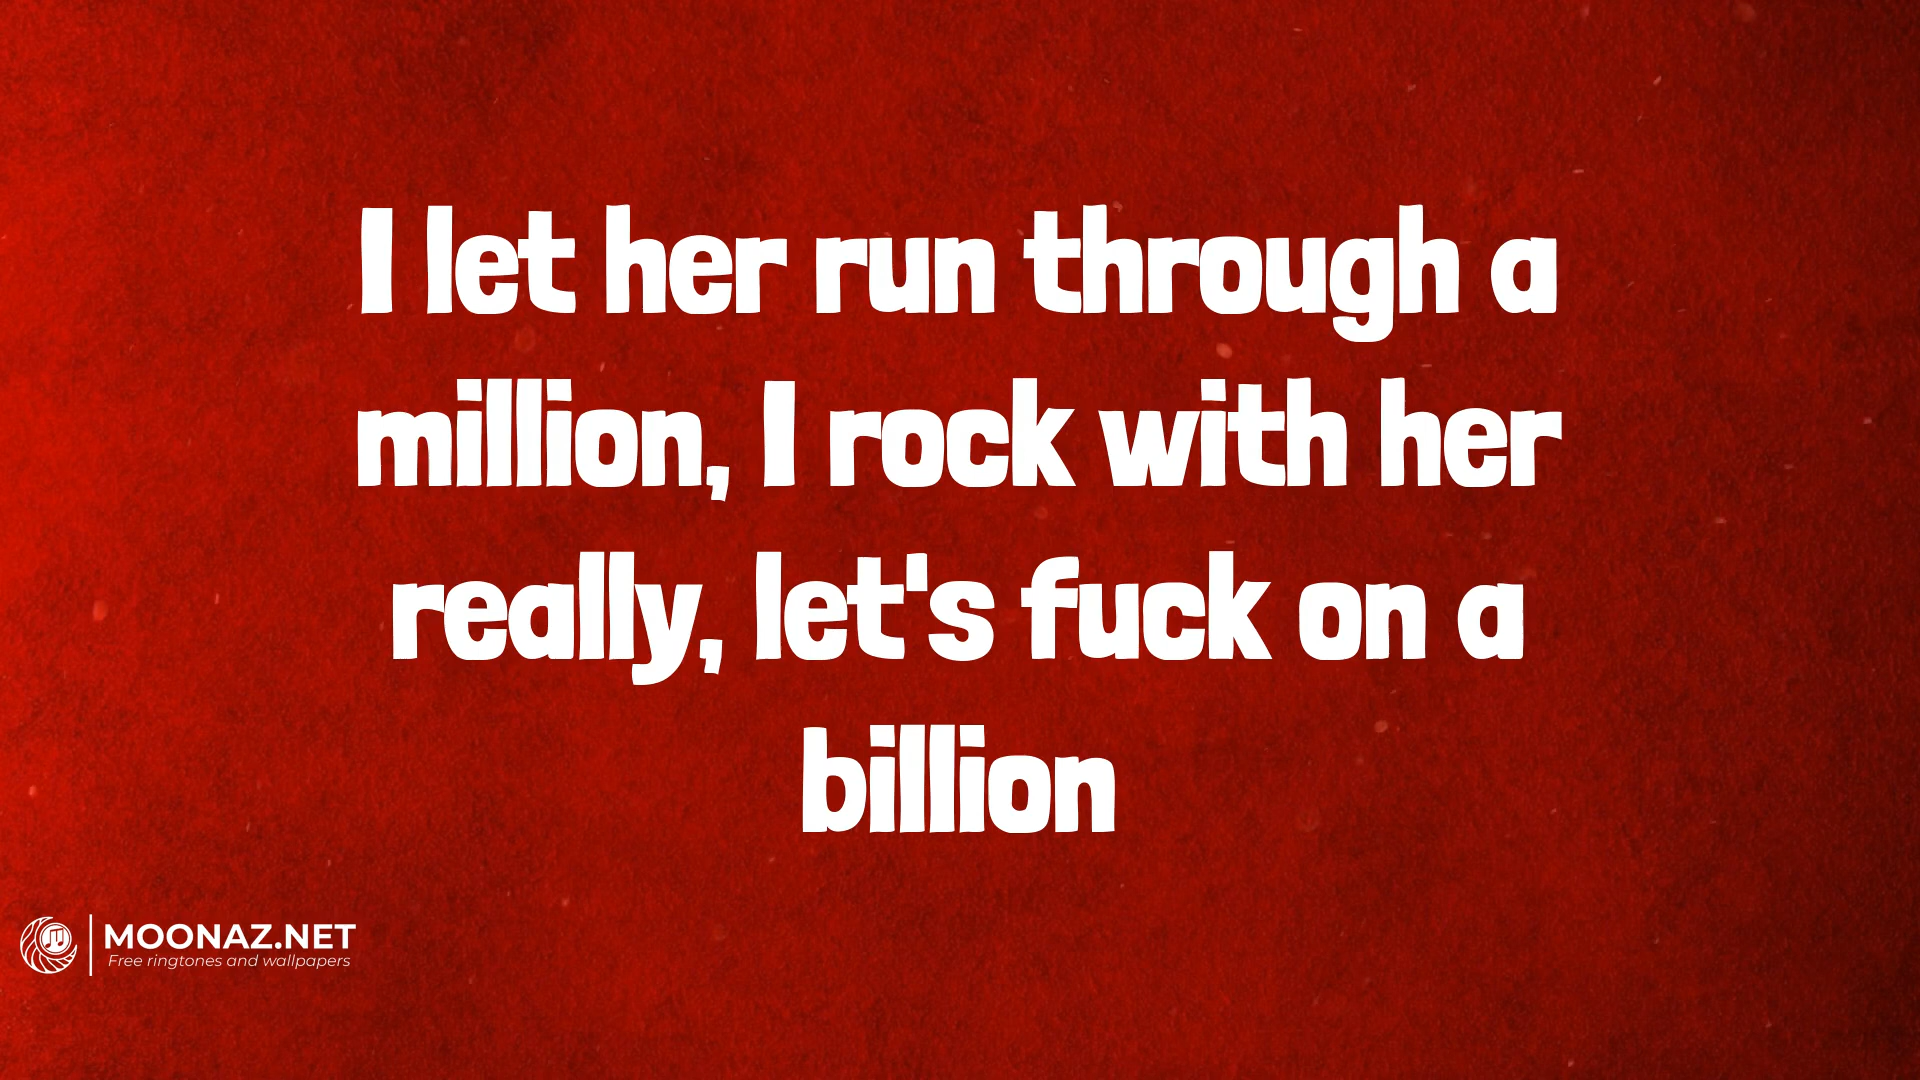 I let her run through a
million, I rock with her
really, let's fuck on a
billion
MOONAZ.NET
Free ringtones and wallpapers